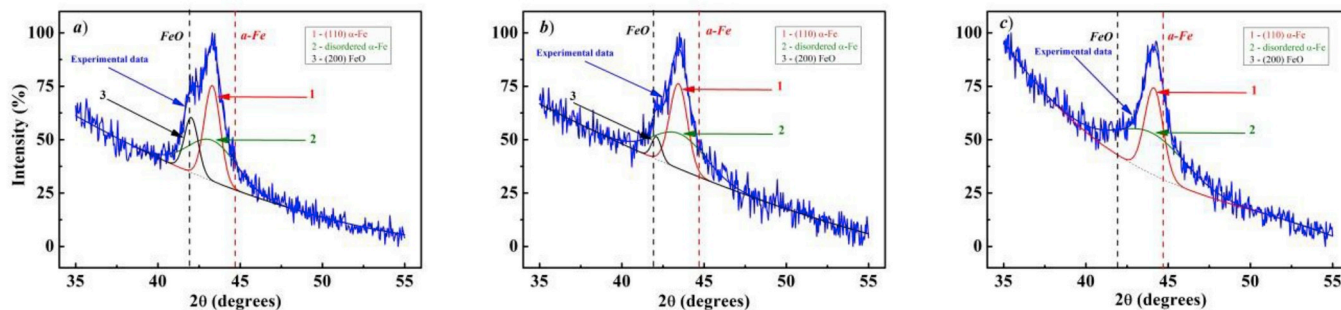 a)
FeO
a-Fe
1 - (110) α-Fe
2 - disordered α-Fe
3 - (200) FeO
Experimental data
3
1
2
Intensity (%)
100
75
50
25
0
35 40 45 50 55
2θ (degrees)
b)
FeO
a-Fe
1 - (110) α-Fe
2 - disordered α-Fe
3 - (200) FeO
Experimental data
3
1
2
100
75
50
25
0
35 40 45 50 55
2θ (degrees)
c)
FeO
a-Fe
1 - (110) α-Fe
2 - disordered α-Fe
Experimental data
1
2
100
75
50
25
0
35 40 45 50 55
2θ (degrees)